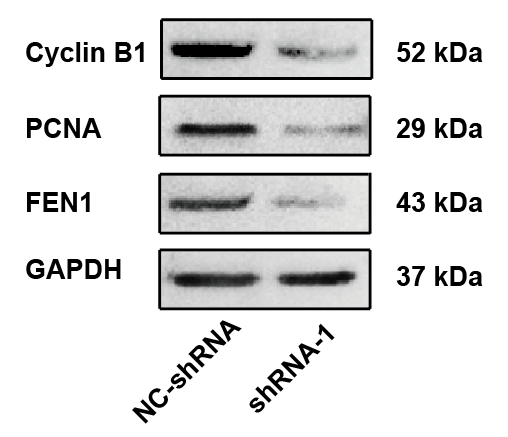 Cyclin B1 52 kDa
PCNA 29 kDa
FEN1 43 kDa
GAPDH 37 kDa
NC-shRNA shRNA-1